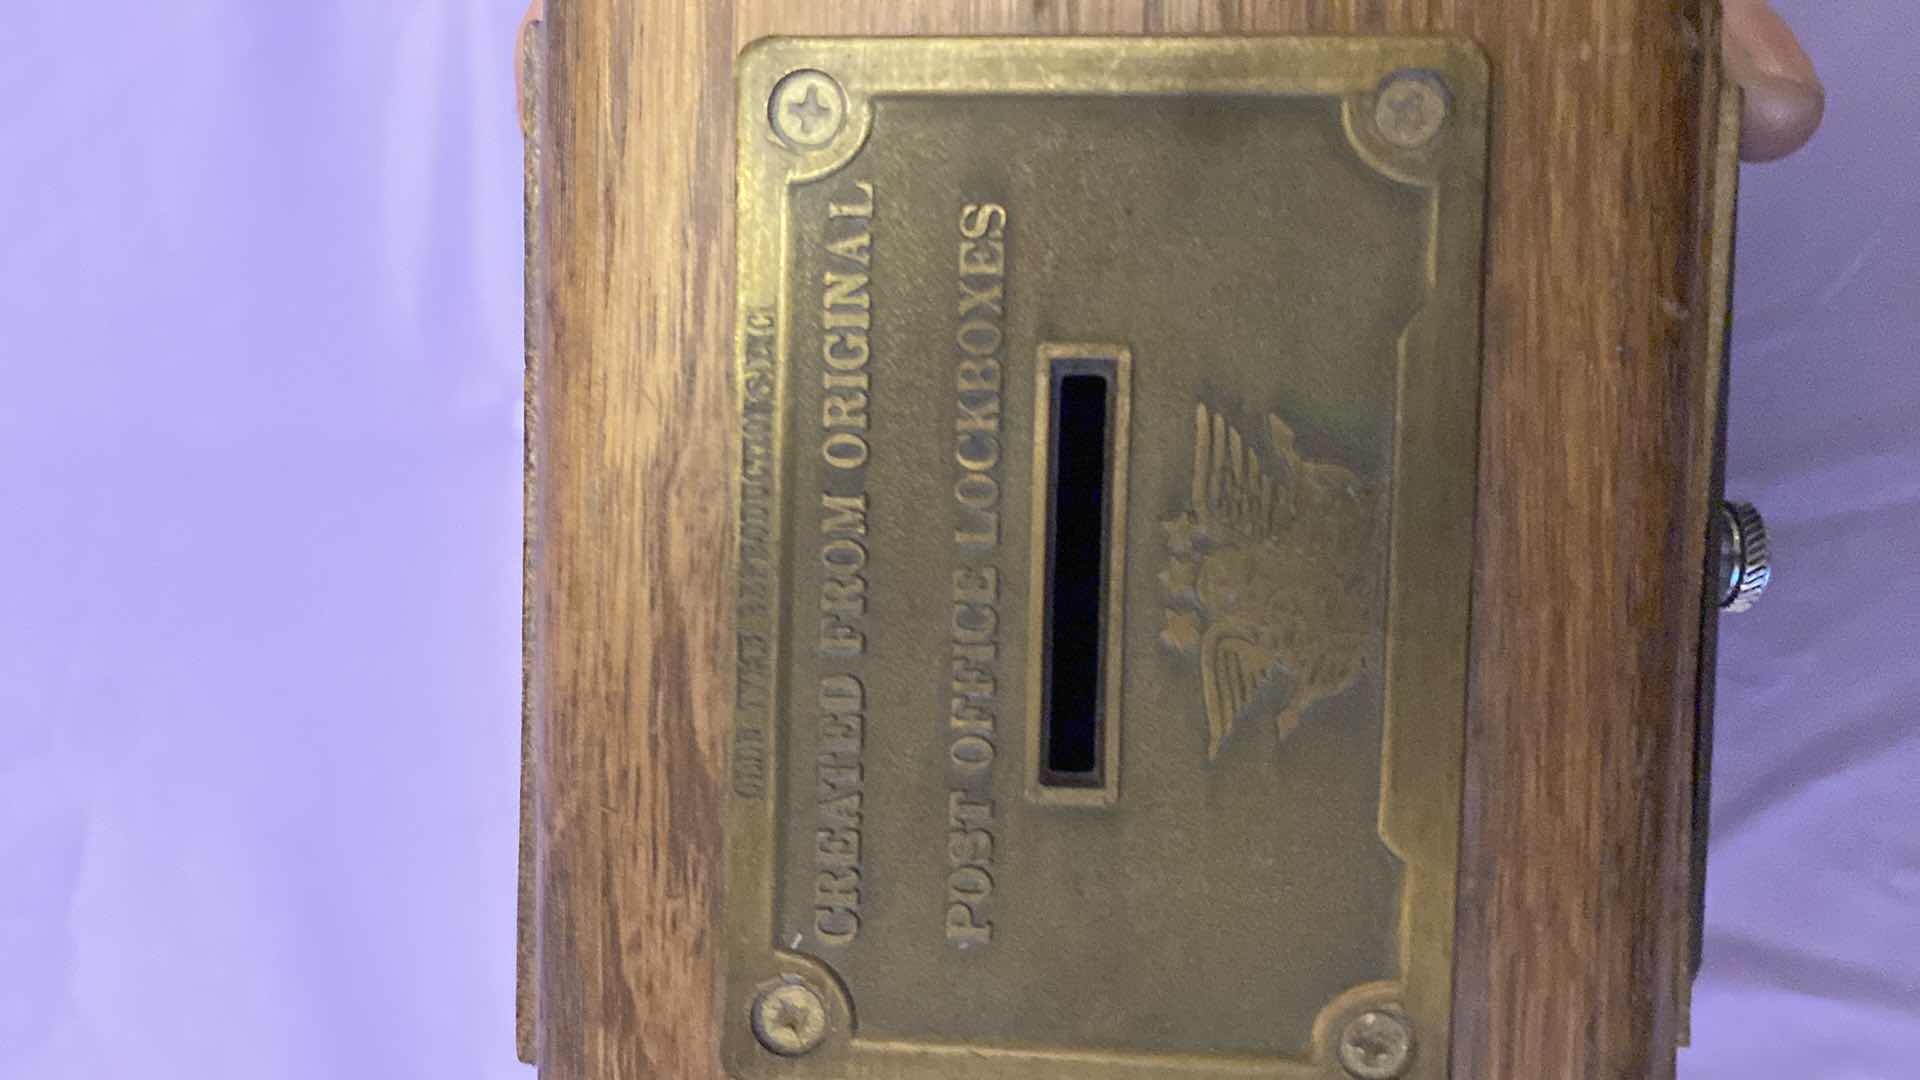 CREATED FROM ORIGINAL
POST OFFICE LOCKBOXES